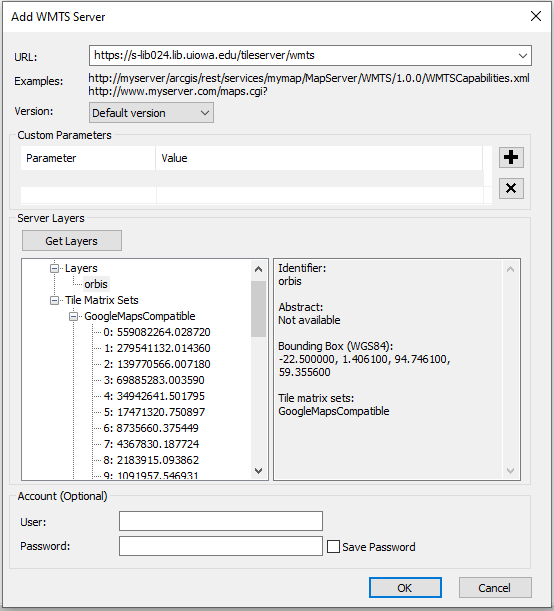 Add WMTS Server
URL: https://s-lib024.lib.uiowa.edu/tileserver/wmts
Examples: http://myserver/arcgis/rest/services/mymap/MapServer/WMTS/1.0.0/WMTSCapabilities.xml
http://www.myserver.com/maps.cgi?
Version: Default version
Custom Parameters
Parameter Value
Server Layers
Get Layers
Layers
orbis
Tile Matrix Sets
GoogleMapsCompatible
0: 559082264.028720
1: 279541132.014360
2: 139770566.007180
3: 69885283.003590
4: 34942641.501795
5: 17471320.750897
6: 8735660.375449
7: 4367830.187724
8: 2183915.093862
9: 1091957.546931
Identifier:
orbis
Abstract:
Not available
Bounding Box (WGS84):
-22.500000, 1.406100, 94.746100,
59.355600
Tile matrix sets:
GoogleMapsCompatible
Account (Optional)
User:
Password:
Save Password
OK Cancel